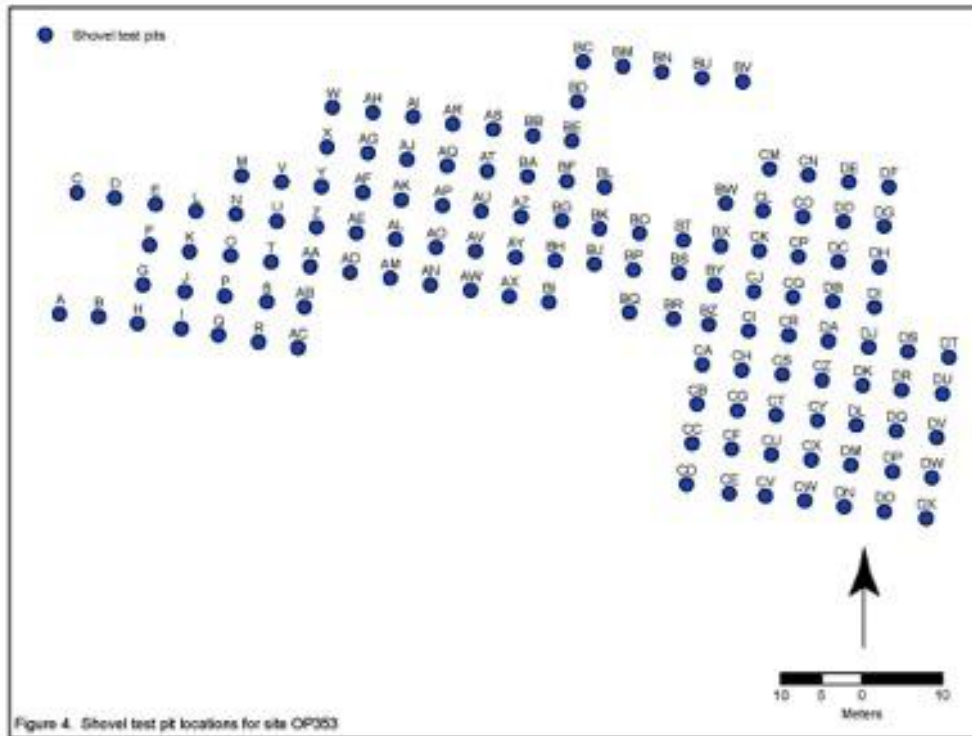 Shovel test pits
BC BM BN BU BV
BD
W AH AI AR AS BB BE
X AG AJ AQ AT BA BF BL
CM CN DE DF
C D E L M V Y AF AK AP AU AZ BG BK BO BT BW CL CO DD DG
N U Z AE AL AO AV AY BH BJ BP BS BX CK CP DC DH
F K O T AA AD AM AN AW AX BI BQ BR BY CJ CQ DB DI
G J P S AB BZ CI CR DA DJ DS DT
A B H I Q R AC CA CH CS CZ DK DR DU
CB CG CT CY DL DQ DV
CC CF CU CX DM DP DW
CD CE CV CW DN DO DX
10 5 0 10
Meters
Figure 4. Shovel test pit locations for site OP353